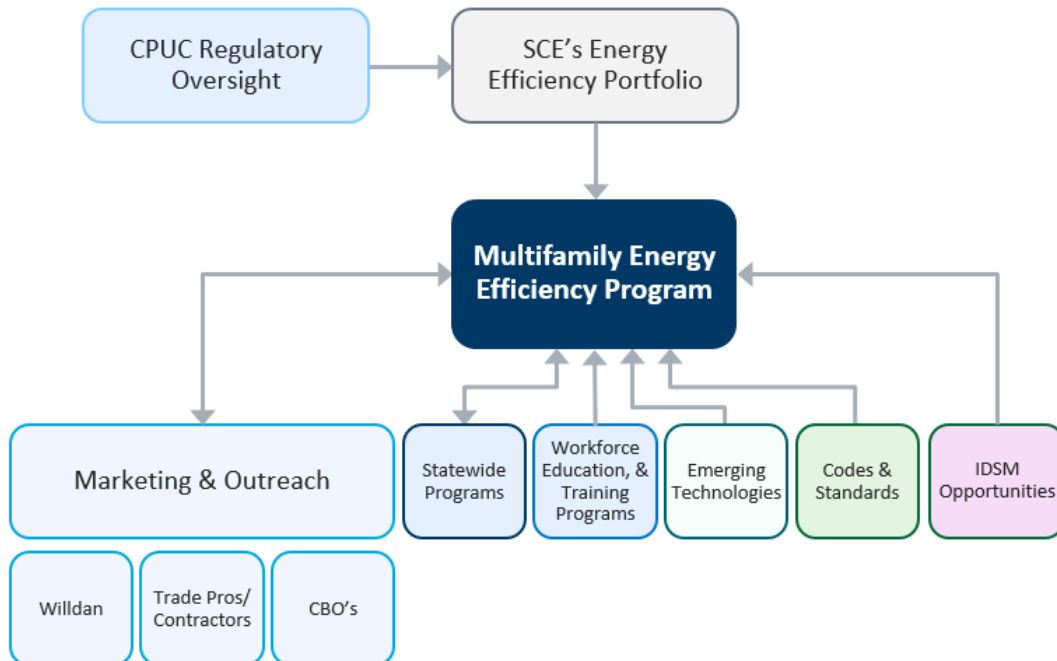 CPUC Regulatory
Oversight
SCE's Energy
Efficiency Portfolio
Multifamily Energy
Efficiency Program
Marketing & Outreach
Statewide
Programs
Workforce
Education, &
Training
Programs
Emerging
Technologies
Codes &
Standards
IDSM
Opportunities
Willdan
Trade Pros/
Contractors
CBO's